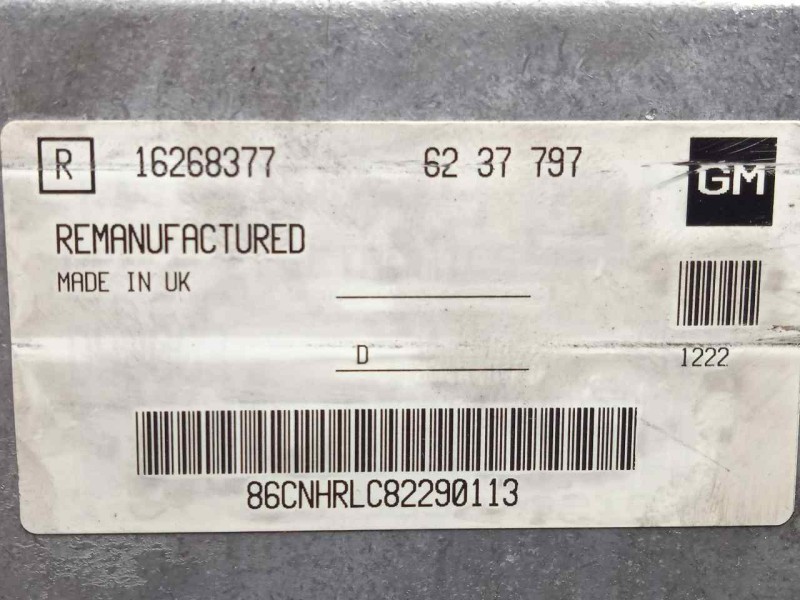 R 16268377 62 37 797 GM
REMANUFACTURED
MADE IN UK
D
1222
86CNHRLC82290113